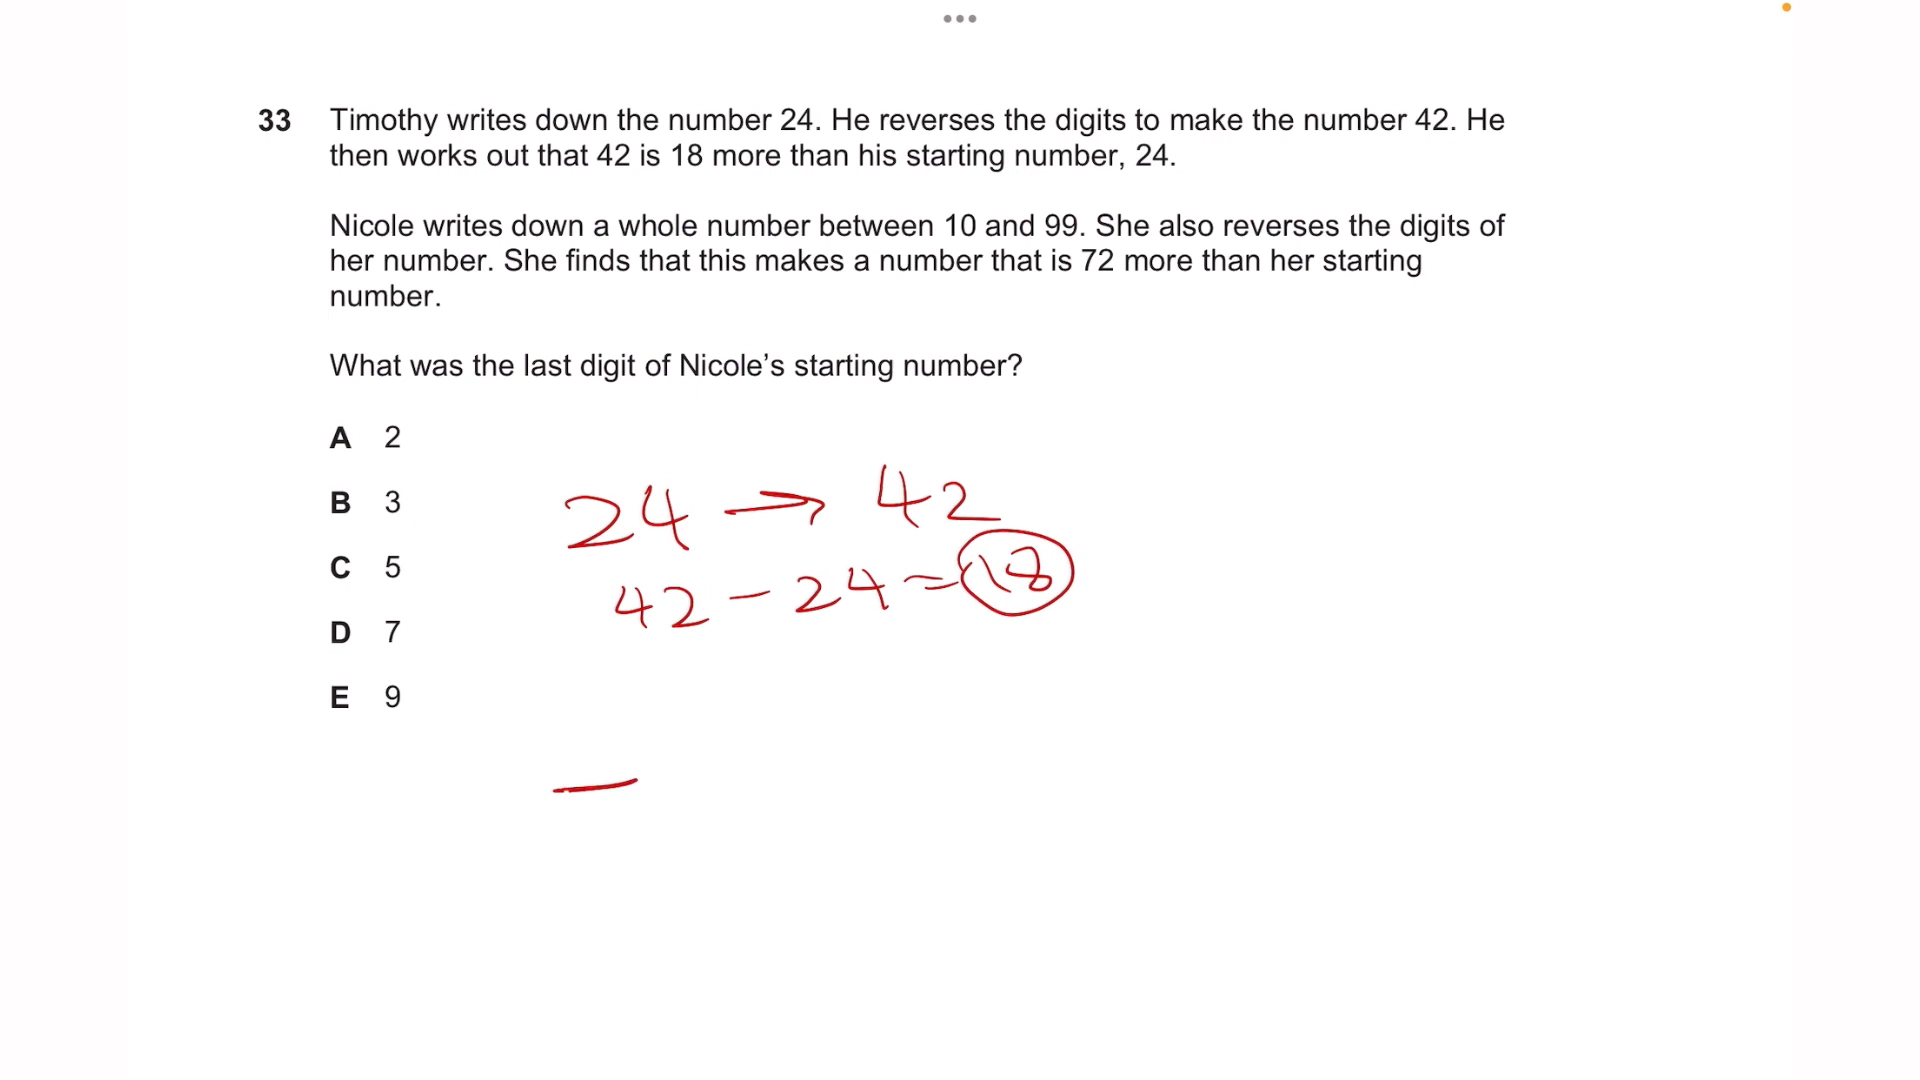 33 Timothy writes down the number 24. He reverses the digits to make the number 42. He
then works out that 42 is 18 more than his starting number, 24.
Nicole writes down a whole number between 10 and 99. She also reverses the digits of
her number. She finds that this makes a number that is 72 more than her starting
number.
What was the last digit of Nicole’s starting number?
A 2
B 3
C 5
D 7
E 9
24 → 42
42 - 24 = 18